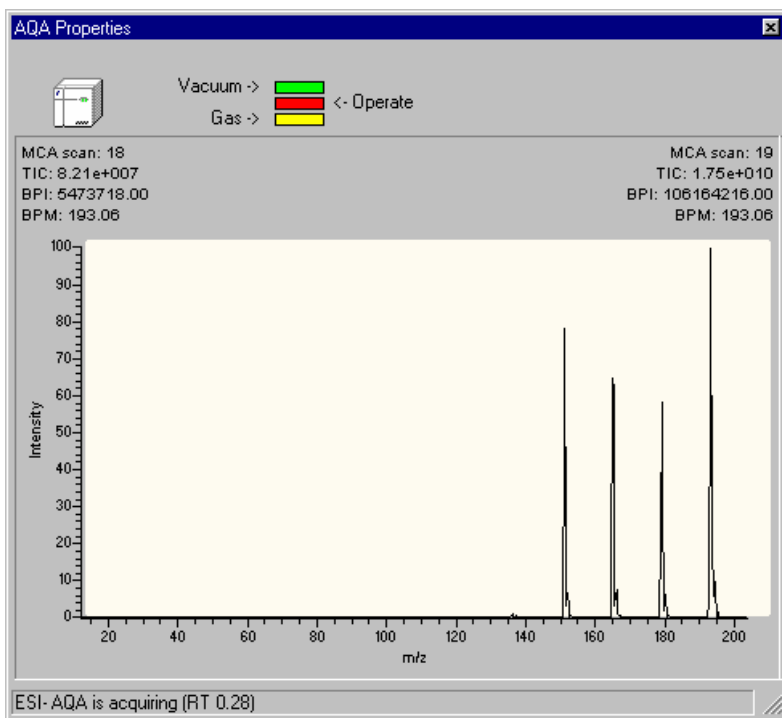 AQA Properties
Vacuum ->
<- Operate
Gas ->
MCA scan: 18
TIC: 8.21e+007
BPI: 5473718.00
BPM: 193.06
MCA scan: 19
TIC: 1.75e+010
BPI: 106164216.00
BPM: 193.06
100
90
80
70
60
50
40
30
20
10
0
Intensity
20 40 60 80 100 120 140 160 180 200
m/z
ESI- AQA is acquiring (RT 0.28)